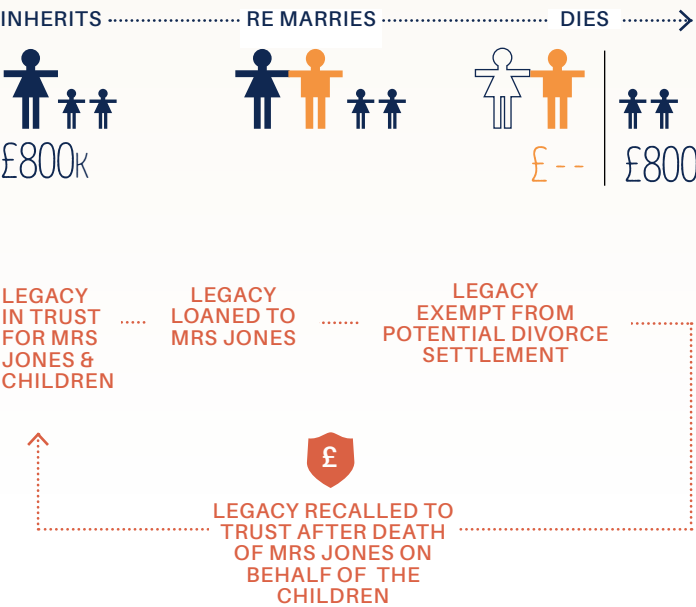 INHERITS
RE MARRIES
DIES
£800K
£ - -
£800
LEGACY
IN TRUST
FOR MRS
JONES &
CHILDREN
LEGACY
LOANED TO
MRS JONES
LEGACY
EXEMPT FROM
POTENTIAL DIVORCE
SETTLEMENT
£
LEGACY RECALLED TO
TRUST AFTER DEATH
OF MRS JONES ON
BEHALF OF THE
CHILDREN